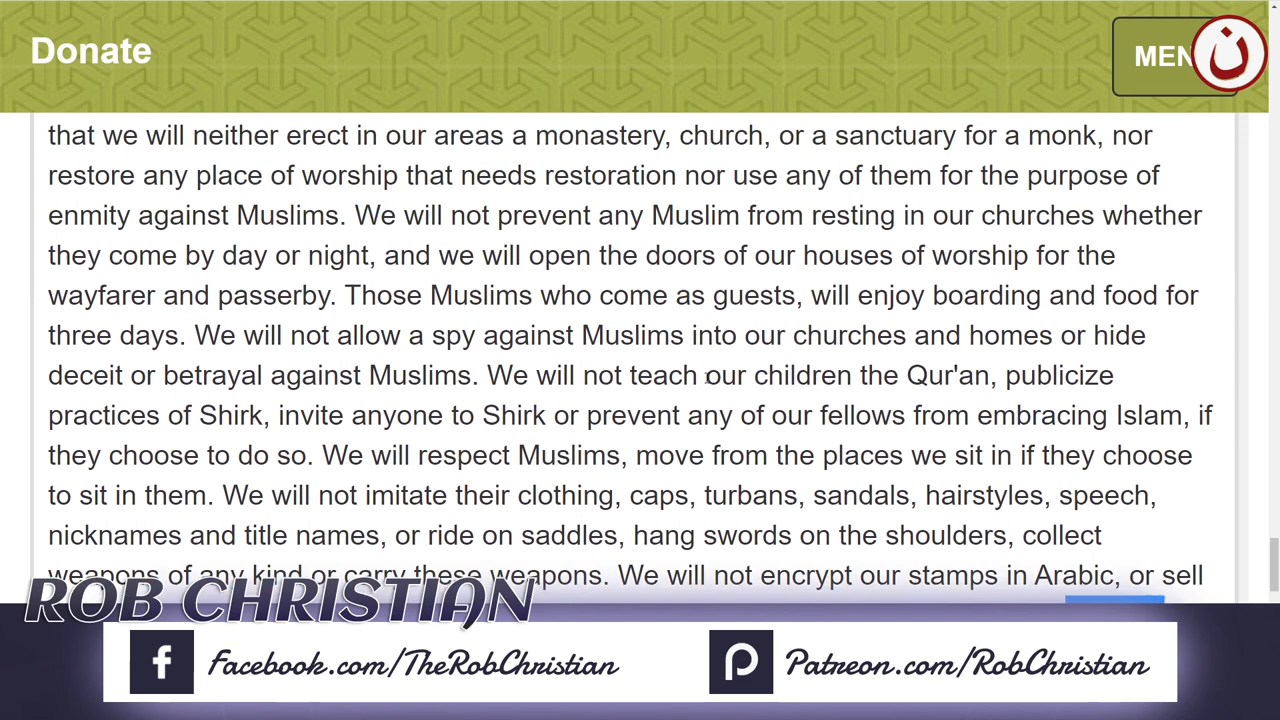 Donate
MEN
ن
that we will neither erect in our areas a monastery, church, or a sanctuary for a monk, nor
restore any place of worship that needs restoration nor use any of them for the purpose of
enmity against Muslims. We will not prevent any Muslim from resting in our churches whether
they come by day or night, and we will open the doors of our houses of worship for the
wayfarer and passerby. Those Muslims who come as guests, will enjoy boarding and food for
three days. We will not allow a spy against Muslims into our churches and homes or hide
deceit or betrayal against Muslims. We will not teach our children the Qur'an, publicize
practices of Shirk, invite anyone to Shirk or prevent any of our fellows from embracing Islam, if
they choose to do so. We will respect Muslims, move from the places we sit in if they choose
to sit in them. We will not imitate their clothing, caps, turbans, sandals, hairstyles, speech,
nicknames and title names, or ride on saddles, hang swords on the shoulders, collect
weapons of any kind or carry these weapons. We will not encrypt our stamps in Arabic, or sell
ROB CHRISTIAN
f Facebook.com/TheRobChristian
Patreon.com/RobChristian